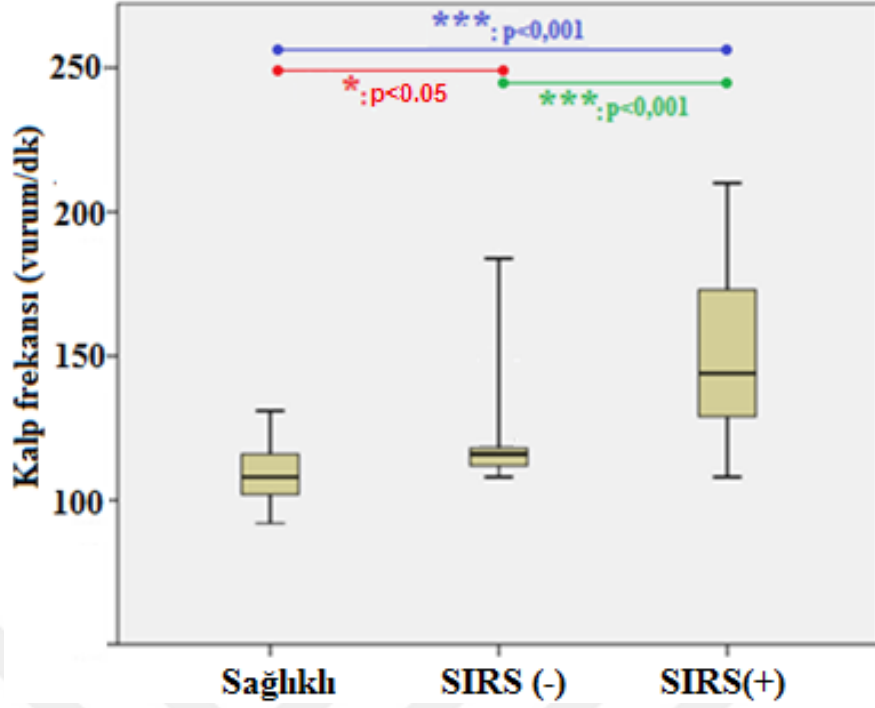 ***: p<0,001
250
*:p<0.05
***:p<0,001
200
150
100
Kalp frekansı (vurum/dk)
Sağlıklı SIRS (-) SIRS(+)